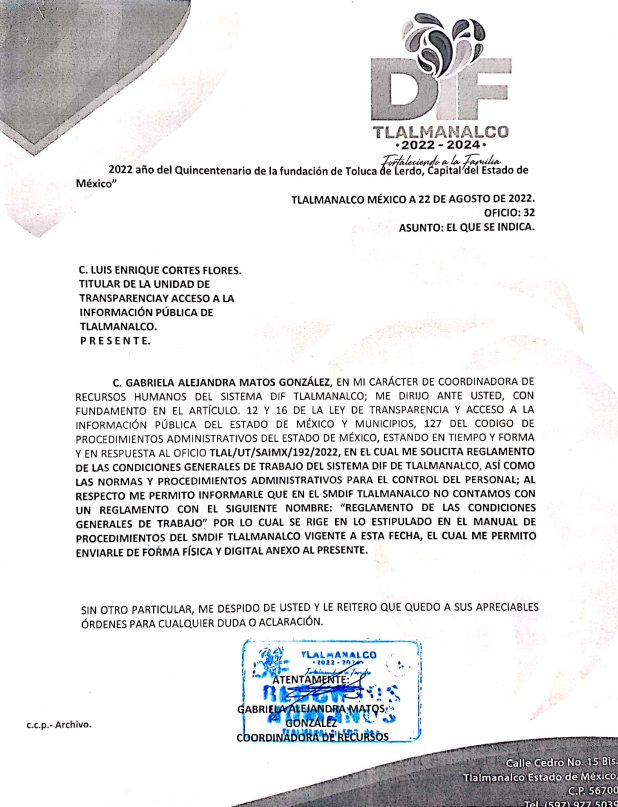 DIF
TLALMANALCO
•2022 - 2024•
Fortaleciendo a la Familia
2022 año del Quincentenario de la fundación de Toluca de Lerdo, Capital del Estado de
México”
TLALMANALCO MÉXICO A 22 DE AGOSTO DE 2022.
OFICIO: 32
ASUNTO: EL QUE SE INDICA.
C. LUIS ENRIQUE CORTES FLORES.
TITULAR DE LA UNIDAD DE
TRANSPARENCIAY ACCESO A LA
INFORMACIÓN PÚBLICA DE
TLALMANALCO.
P R E S E N T E.
C. GABRIELA ALEJANDRA MATOS GONZÁLEZ, EN MI CARÁCTER DE COORDINADORA DE
RECURSOS HUMANOS DEL SISTEMA DIF TLALMANALCO; ME DIRIJO ANTE USTED, CON
FUNDAMENTO EN EL ARTÍCULO. 12 Y 16 DE LA LEY DE TRANSPARENCIA Y ACCESO A LA
INFORMACIÓN PÚBLICA DEL ESTADO DE MÉXICO Y MUNICIPIOS, 127 DEL CODIGO DE
PROCEDIMIENTOS ADMINISTRATIVOS DEL ESTADO DE MÉXICO, ESTANDO EN TIEMPO Y FORMA
Y EN RESPUESTA AL OFICIO TLAL/UT/SAIMX/192/2022, EN EL CUAL ME SOLICITA REGLAMENTO
DE LAS CONDICIONES GENERALES DE TRABAJO DEL SISTEMA DIF DE TLALMANALCO, ASÍ COMO
LAS NORMAS Y PROCEDIMIENTOS ADMINISTRATIVOS PARA EL CONTROL DEL PERSONAL; AL
RESPECTO ME PERMITO INFORMARLE QUE EN EL SMDIF TLALMANALCO NO CONTAMOS CON
UN REGLAMENTO CON EL SIGUIENTE NOMBRE: “REGLAMENTO DE LAS CONDICIONES
GENERALES DE TRABAJO” POR LO CUAL SE RIGE EN LO ESTIPULADO EN EL MANUAL DE
PROCEDIMIENTOS DEL SMDIF TLALMANALCO VIGENTE A ESTA FECHA, EL CUAL ME PERMITO
ENVIARLE DE FORMA FÍSICA Y DIGITAL ANEXO AL PRESENTE.
SIN OTRO PARTICULAR, ME DESPIDO DE USTED Y LE REITERO QUE QUEDO A SUS APRECIABLES
ÓRDENES PARA CUALQUIER DUDA O ACLARACIÓN.
DIF TLALMANALCO
•2022 - 2024•
Fortaleciendo a la Familia
ATENTAMENTE:
RECURSOS
GABRIELA ALEJANDRA MATOS
HUMANOS
GONZÁLEZ
COORDINADORA DE RECURSOS
c.c.p.- Archivo.
Calle Cedro No. 15 Bis.
Tlalmanalco Estado de México.
C.P. 56700
Tel. (597) 977 5039